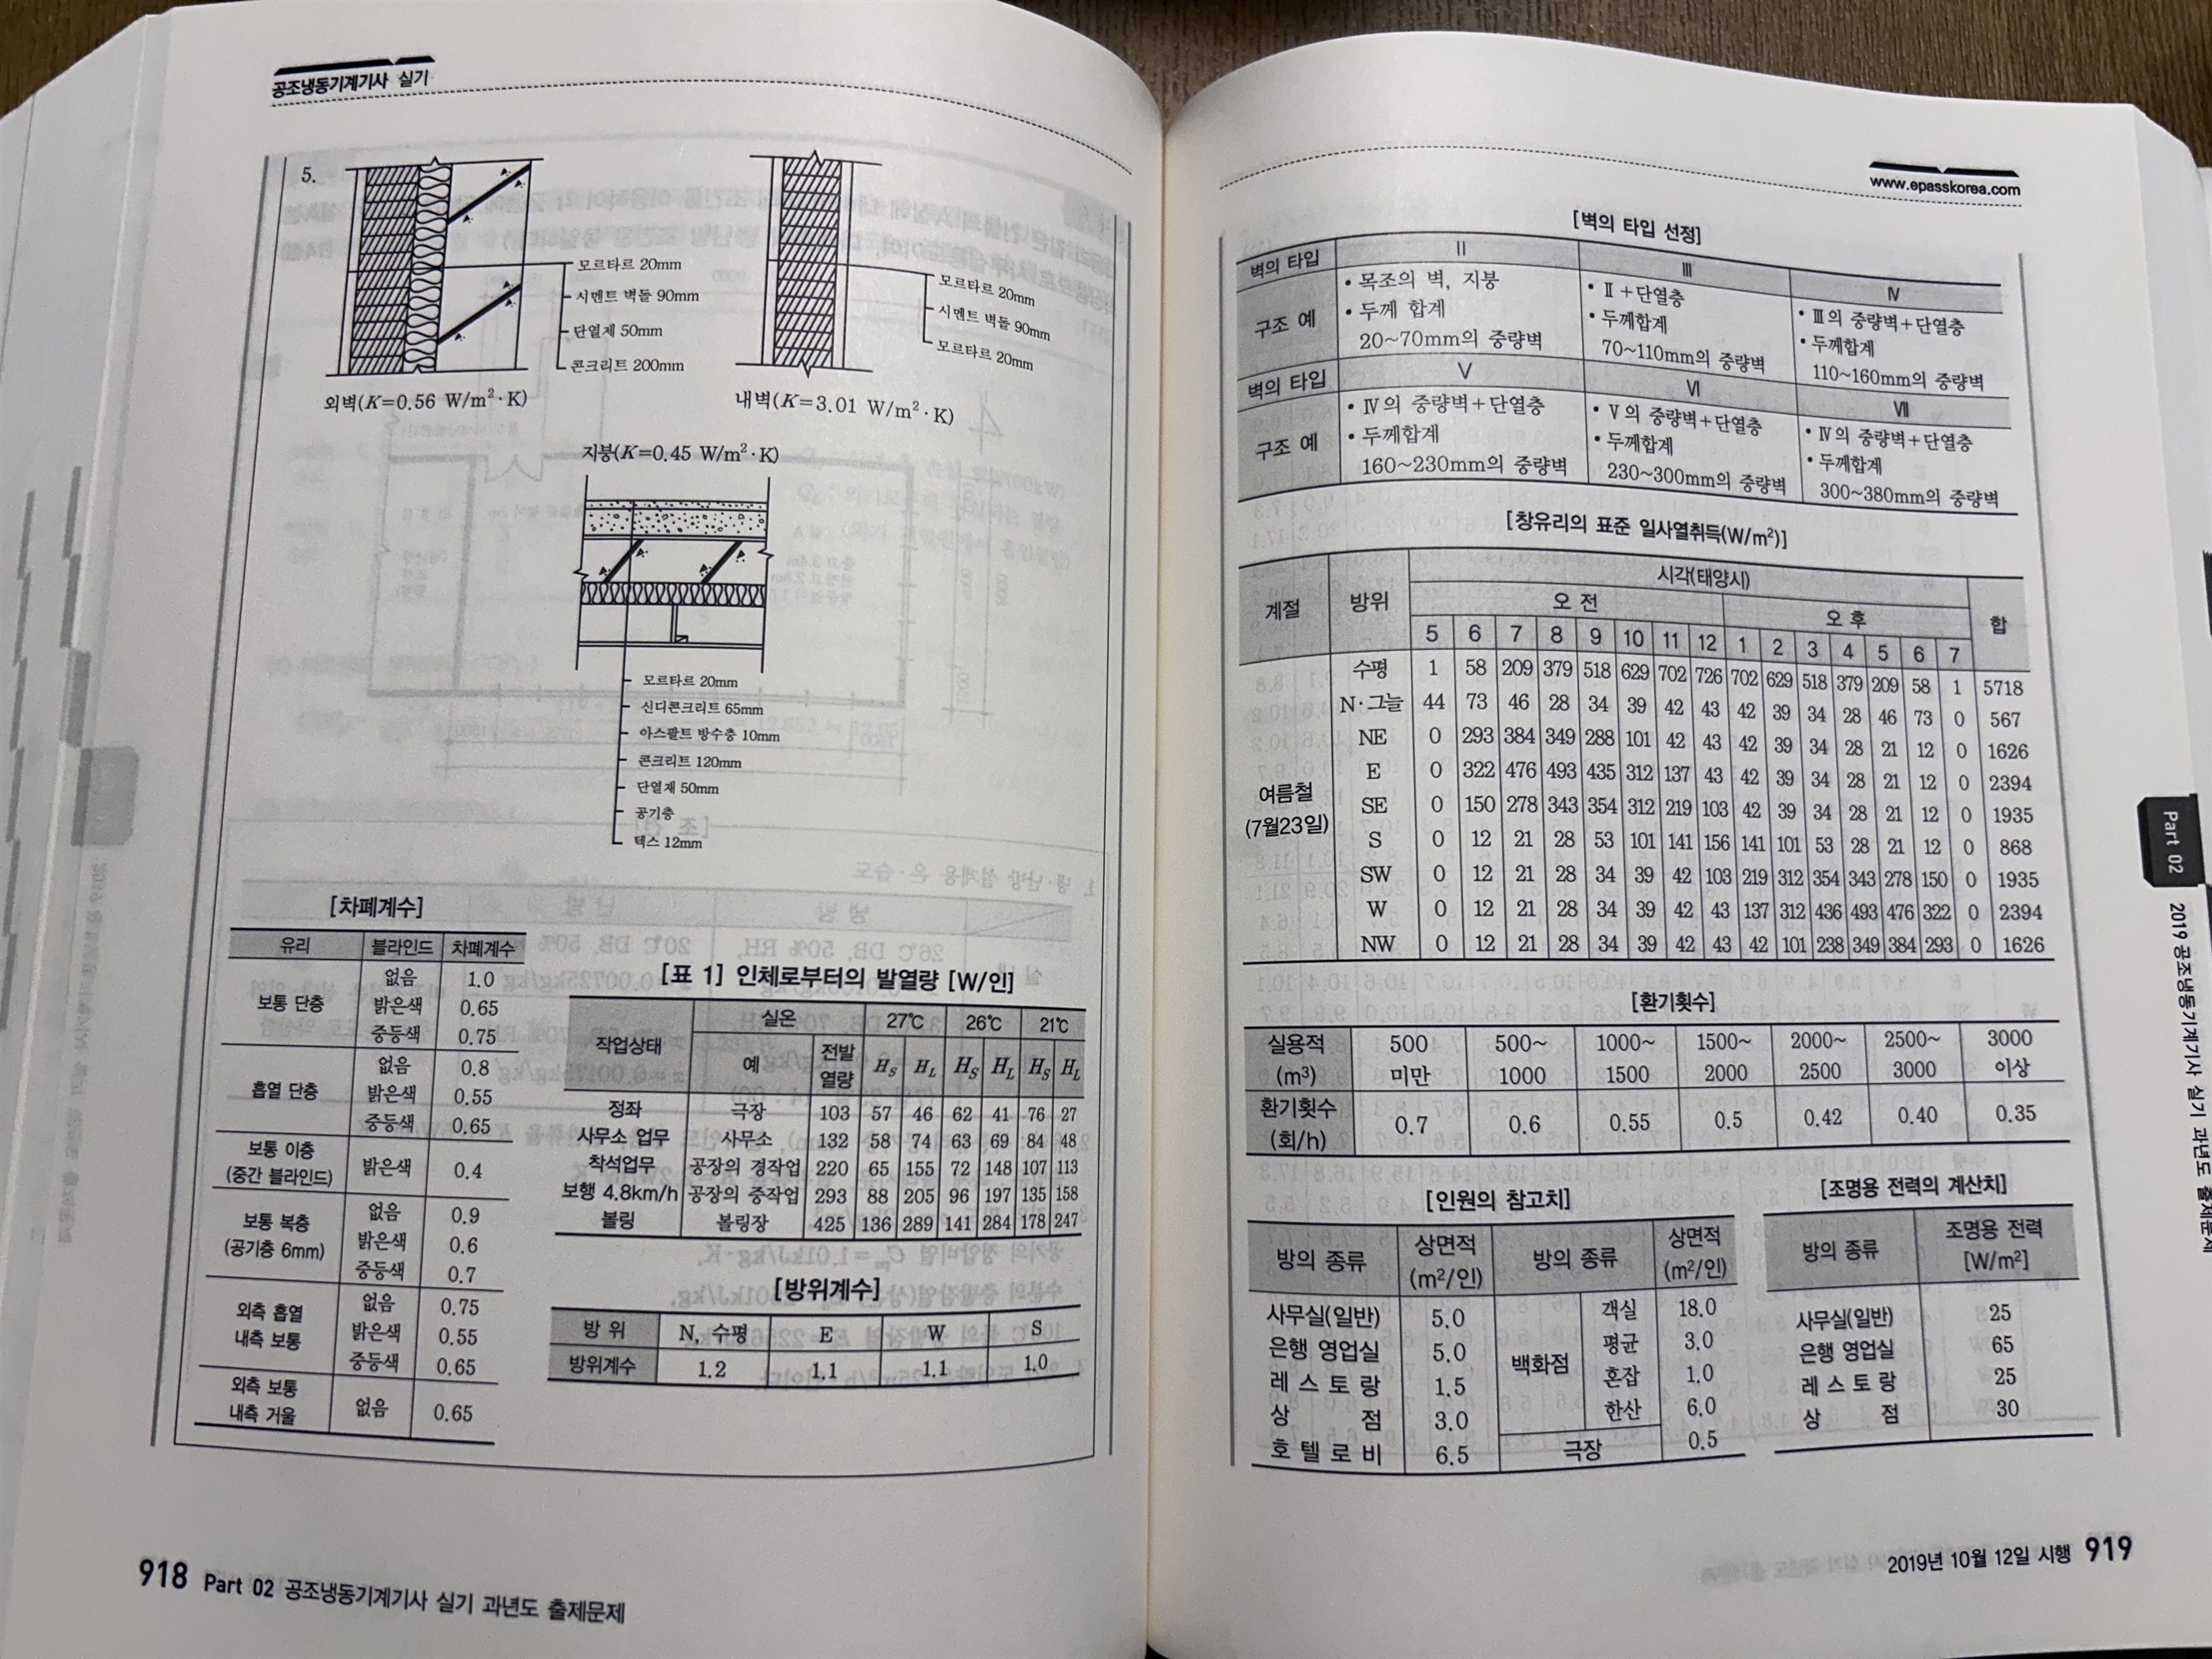 공조냉동기계기사 실기
5.
모르타르 20mm
시멘트 벽돌 90mm
단열재 50mm
콘크리트 200mm
외벽(K=0.56 W/m²·K)
모르타르 20mm
시멘트 벽돌 90mm
모르타르 20mm
내벽(K=3.01 W/m²·K)
지붕(K=0.45 W/m²·K)
모르타르 20mm
신디콘크리트 65mm
아스팔트 방수층 10mm
콘크리트 120mm
단열재 50mm
공기층
텍스 12mm
[차폐계수]
유리 블라인드 차폐계수
보통 단층 없음 1.0
밝은색 0.65
중등색 0.75
흡열 단층 없음 0.8
밝은색 0.55
중등색 0.65
보통 이층
(중간 블라인드) 밝은색 0.4
보통 복층
(공기층 6mm) 없음 0.9
밝은색 0.6
중등색 0.7
외측 흡열
내측 보통 없음 0.75
밝은색 0.55
중등색 0.65
외측 보통
내측 거울 없음 0.65
[표 1] 인체로부터의 발열량 [W/인]
작업상태 실온 27℃ 26℃ 21℃
예 전발열량 H_S H_L H_S H_L H_S H_L
정좌 극장 103 57 46 62 41 76 27
사무소 업무 사무소 132 58 74 63 69 84 48
착석업무 공장의 경작업 220 65 155 72 148 107 113
보행 4.8km/h 공장의 중작업 293 88 205 96 197 135 158
볼링 볼링장 425 136 289 141 284 178 247
[방위계수]
방 위 N, 수평 E W S
방위계수 1.2 1.1 1.1 1.0
918 Part 02 공조냉동기계기사 실기 과년도 출제문제
www.epasskorea.com
[벽의 타입 선정]
벽의 타입 Ⅱ Ⅲ Ⅳ
구조 예
• 목조의 벽, 지붕
• 두께 합계
20~70mm의 중량벽
• Ⅱ+단열층
• 두께합계
70~110mm의 중량벽
• Ⅲ의 중량벽+단열층
• 두께합계
110~160mm의 중량벽
벽의 타입 Ⅴ Ⅵ Ⅶ
구조 예
• Ⅳ의 중량벽+단열층
• 두께합계
160~230mm의 중량벽
• Ⅴ의 중량벽+단열층
• 두께합계
230~300mm의 중량벽
• Ⅳ의 중량벽+단열층
• 두께합계
300~380mm의 중량벽
[창유리의 표준 일사열취득(W/m²)]
계절 방위 시각(태양시) 합
오 전 오 후
5 6 7 8 9 10 11 12 1 2 3 4 5 6 7
여름철
(7월23일)
수평 1 58 209 379 518 629 702 726 702 629 518 379 209 58 1 5718
N·그늘 44 73 46 28 34 39 42 43 42 39 34 28 46 73 0 567
NE 0 293 384 349 288 101 42 43 42 39 34 28 21 12 0 1626
E 0 322 476 493 435 312 137 43 42 39 34 28 21 12 0 2394
SE 0 150 278 343 354 312 219 103 42 39 34 28 21 12 0 1935
S 0 12 21 28 53 101 141 156 141 101 53 28 21 12 0 868
SW 0 12 21 28 34 39 42 103 219 312 354 343 278 150 0 1935
W 0 12 21 28 34 39 42 43 137 312 436 493 476 322 0 2394
NW 0 12 21 28 34 39 42 43 42 101 238 349 384 293 0 1626
[환기횟수]
실용적
(m³) 500
미만 500~
1000 1000~
1500 1500~
2000 2000~
2500 2500~
3000 3000
이상
환기횟수
(회/h) 0.7 0.6 0.55 0.5 0.42 0.40 0.35
[인원의 참고치]
방의 종류 상면적
(m²/인) 방의 종류 상면적
(m²/인)
사무실(일반) 5.0 백화점 객실 18.0
은행 영업실 5.0 평균 3.0
레 스 토 랑 1.5 혼잡 1.0
상 점 3.0 한산 6.0
호 텔 로 비 6.5 극장 0.5
[조명용 전력의 계산치]
방의 종류 조명용 전력
[W/m²]
사무실(일반) 25
은행 영업실 65
레 스 토 랑 25
상 점 30
Part 02 2019 공조냉동기계기사 실기 과년도 출제문제
2019년 10월 12일 시행 919